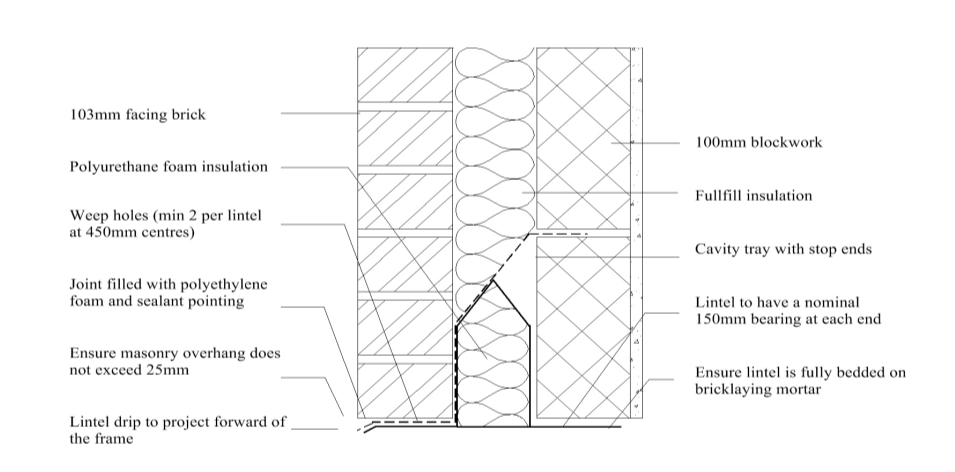 103mm facing brick
Polyurethane foam insulation
Weep holes (min 2 per lintel
at 450mm centres)
Joint filled with polyethylene
foam and sealant pointing
Ensure masonry overhang does
not exceed 25mm
Lintel drip to project forward of
the frame
100mm blockwork
Fullfill insulation
Cavity tray with stop ends
Lintel to have a nominal
150mm bearing at each end
Ensure lintel is fully bedded on
bricklaying mortar